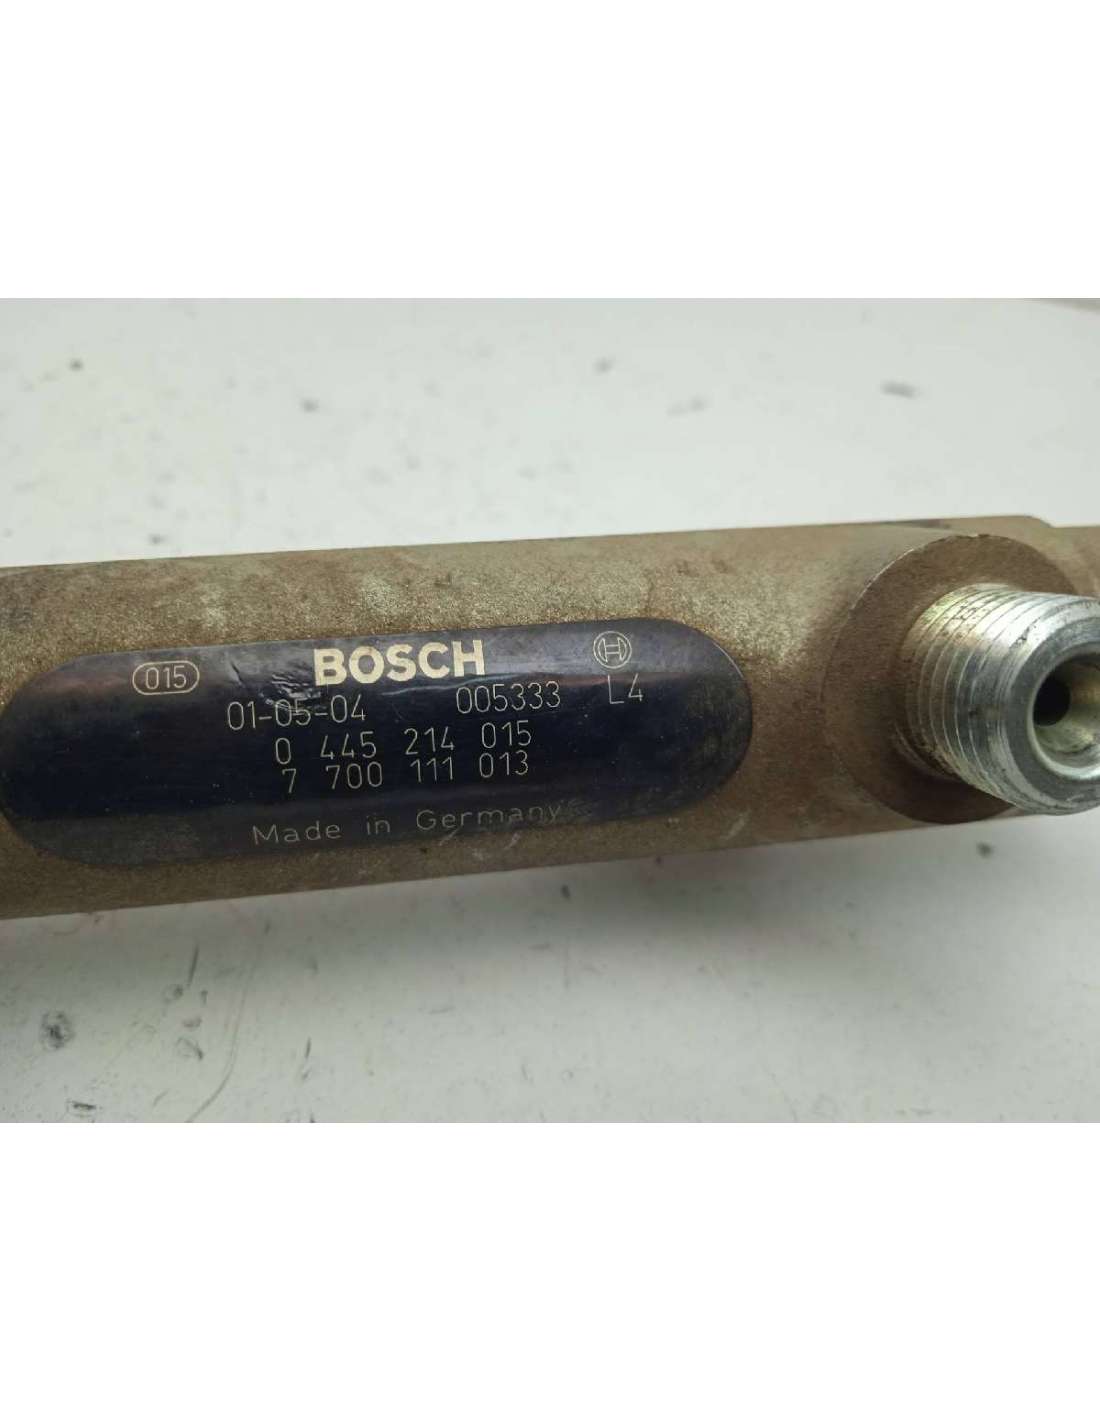 015 BOSCH
01-05-04 005333 L4
0 445 214 015
7 700 111 013
Made in Germany